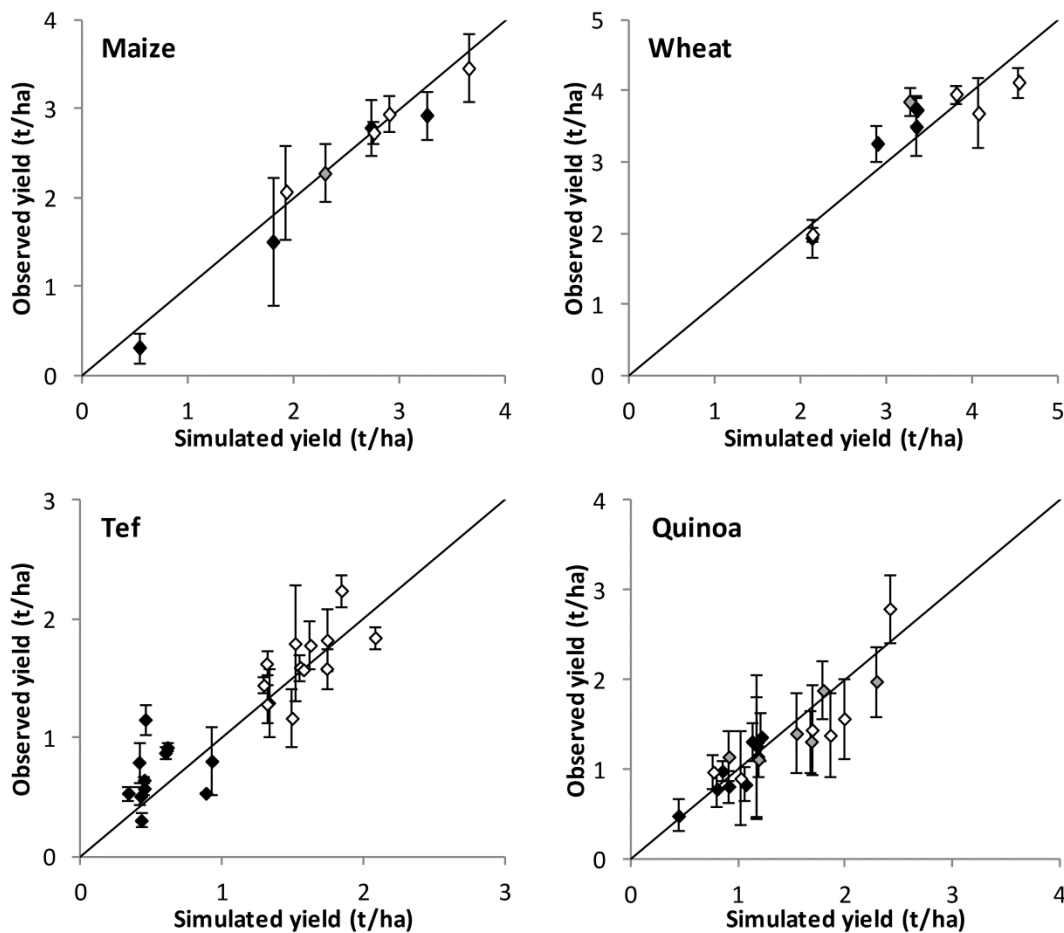 Maize
Observed yield (t/ha)
4
3
2
1
0
0 1 2 3 4
Simulated yield (t/ha)
Wheat
Observed yield (t/ha)
5
4
3
2
1
0
0 1 2 3 4 5
Simulated yield (t/ha)
Tef
Observed yield (t/ha)
3
2
1
0
0 1 2 3
Simulated yield (t/ha)
Quinoa
Observed yield (t/ha)
4
3
2
1
0
0 1 2 3 4
Simulated yield (t/ha)